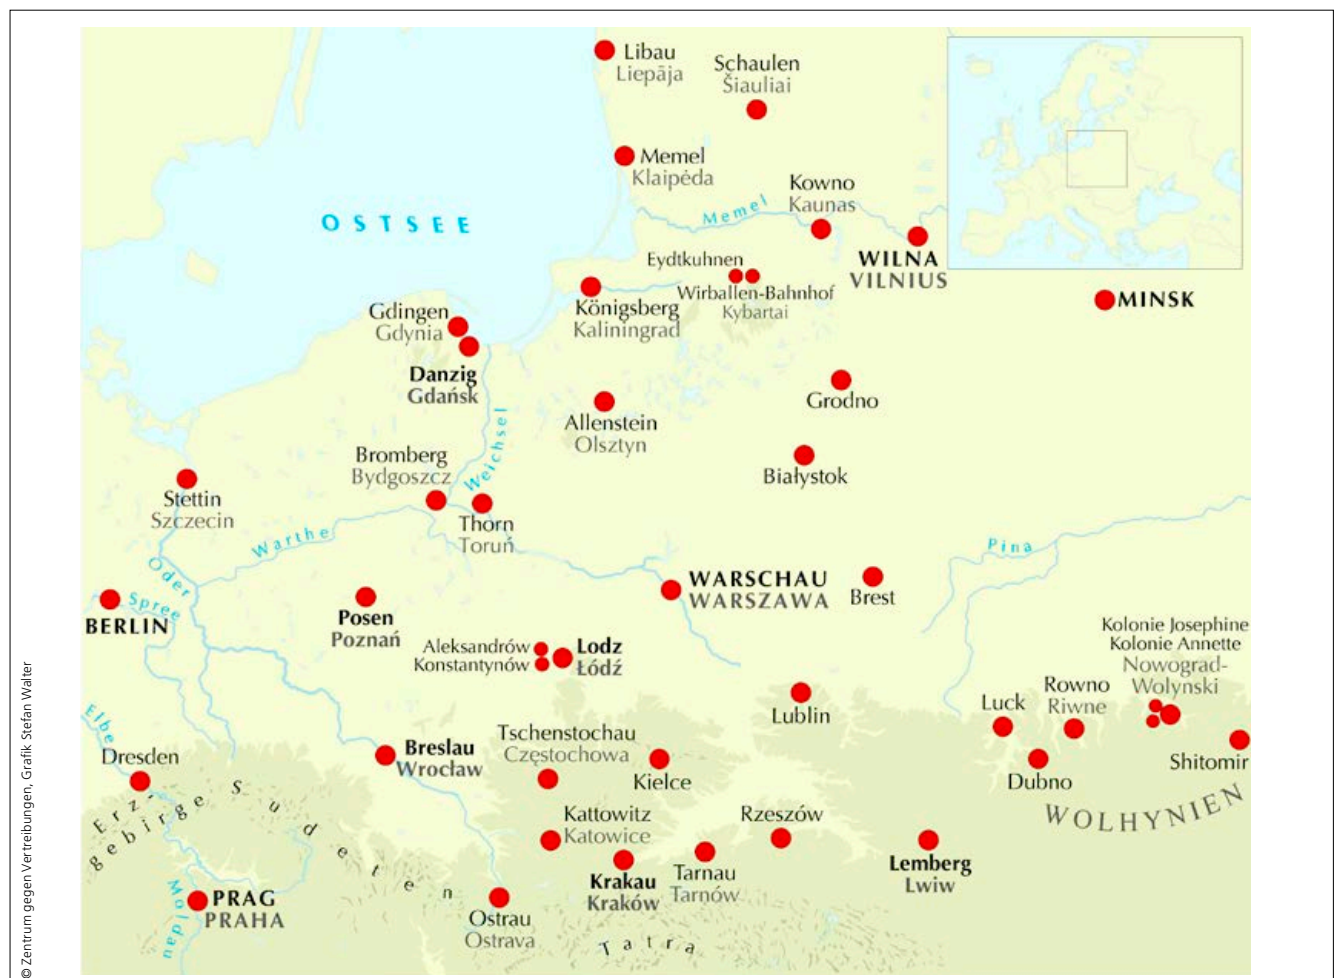 Libau
Liepāja
Schaulen
Šiauliai
Memel
Klaipėda
Kowno
Kaunas
Memel
OSTSEE
WILNA
VILNIUS
Eydtkuhnen
Wirballen-Bahnhof
Kybartai
MINSK
Königsberg
Kaliningrad
Gdingen
Gdynia
Danzig
Gdańsk
Grodno
Allenstein
Olsztyn
Weichsel
Bromberg
Bydgoszcz
Białystok
Stettin
Szczecin
Thorn
Toruń
Warthe
Pina
Oder
Spree
BERLIN
WARSCHAU
WARSZAWA
Brest
Posen
Poznań
Aleksandrów
Konstantynów
Lodz
Łódź
Kolonie Josephine
Kolonie Annette
Nowograd-
Wolynski
Rowno
Riwne
Luck
Lublin
Elbe
Dresden
Breslau
Wrocław
Tschenstochau
Częstochowa
Kielce
Dubno
Shitomir
WOLHYNIEN
Erz-
gebirge
Sudeten
Kattowitz
Katowice
Rzeszów
Krakau
Kraków
Tarnau
Tarnów
Lemberg
Lwiw
PRAG
PRAHA
Moldau
Ostrau
Ostrava
Tatra
© Zentrum gegen Vertreibungen, Grafik Stefan Walter